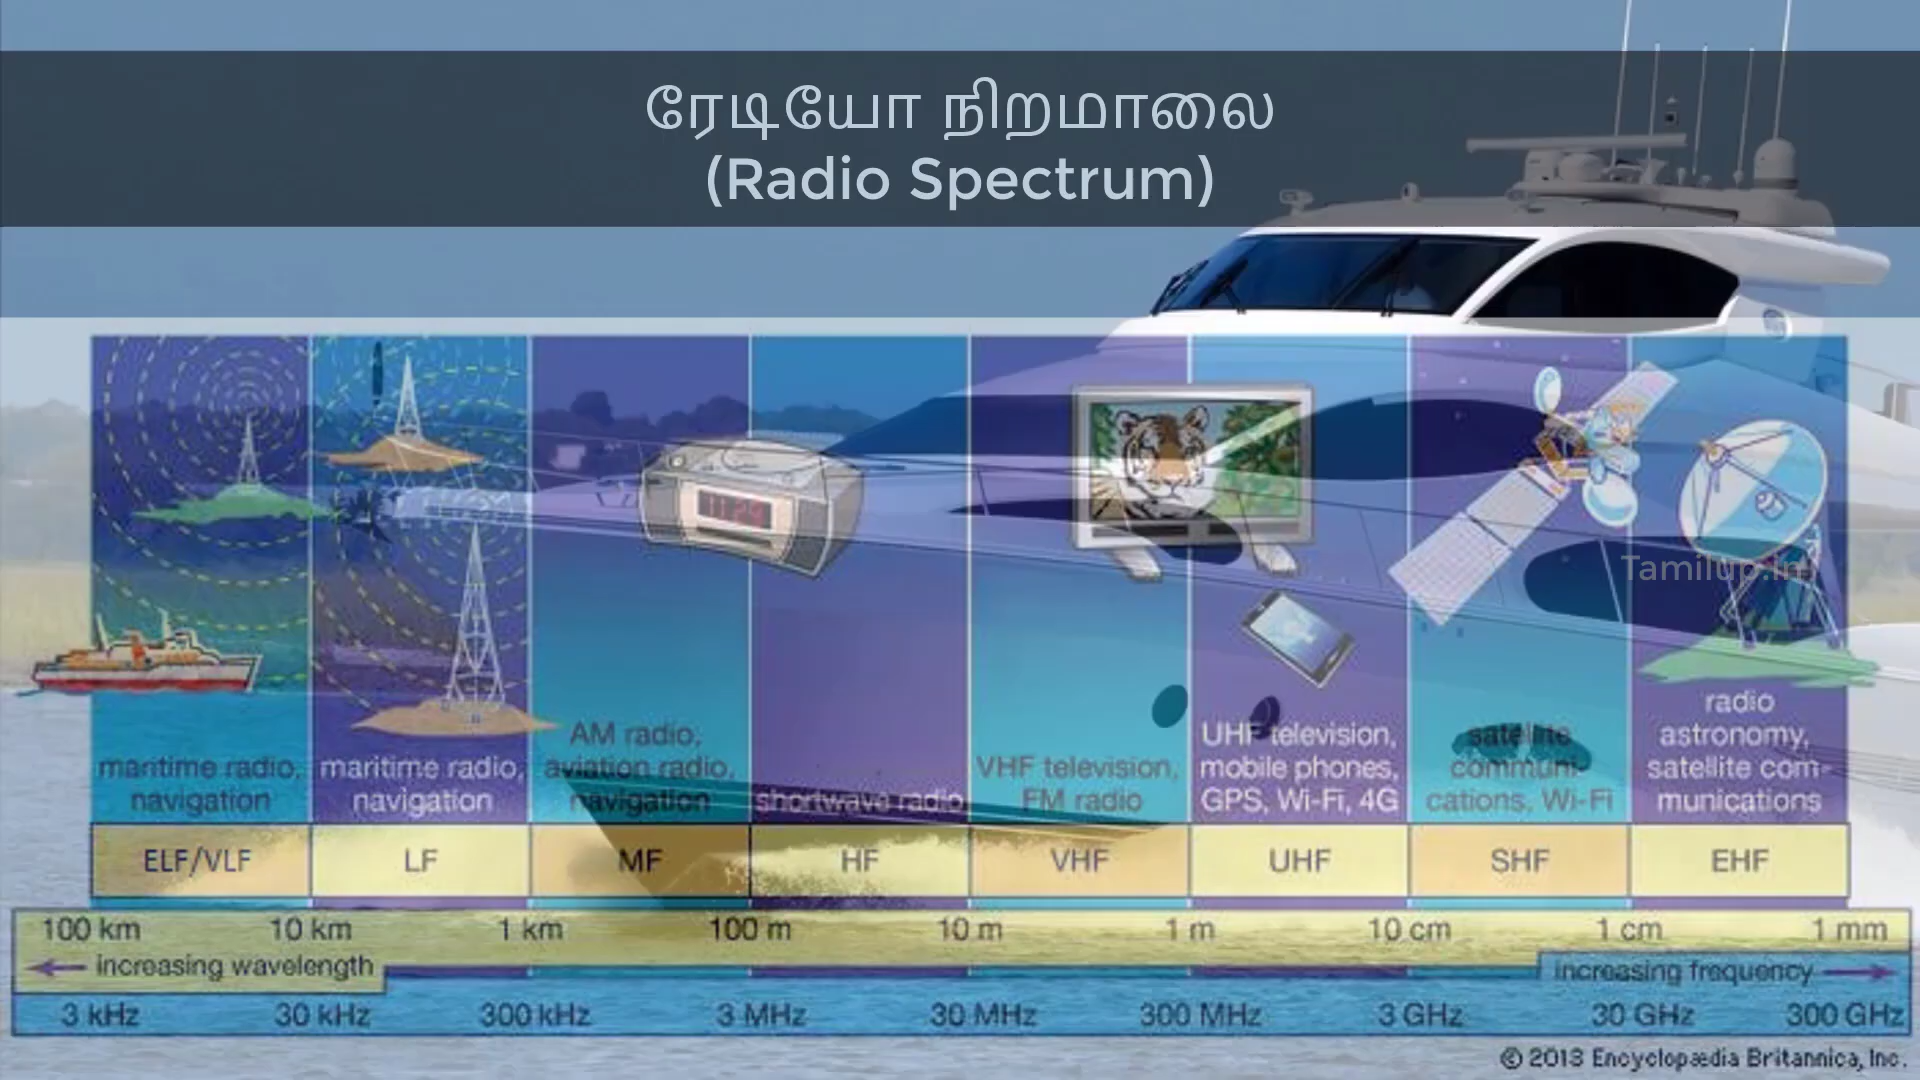 ரேடியோ நிறமாலை
(Radio Spectrum)
11:29
Tamilup.in
maritime radio,
navigation
maritime radio,
navigation
AM radio,
aviation radio,
navigation
shortwave radio
VHF television,
FM radio
UHF television,
mobile phones,
GPS, Wi-Fi, 4G
satellite
communi-
cations, Wi-Fi
radio
astronomy,
satellite com-
munications
ELF/VLF LF MF HF VHF UHF SHF EHF
100 km 10 km 1 km 100 m 10 m 1 m 10 cm 1 cm 1 mm
increasing wavelength increasing frequency
3 kHz 30 kHz 300 kHz 3 MHz 30 MHz 300 MHz 3 GHz 30 GHz 300 GHz
© 2013 Encyclopædia Britannica, Inc.